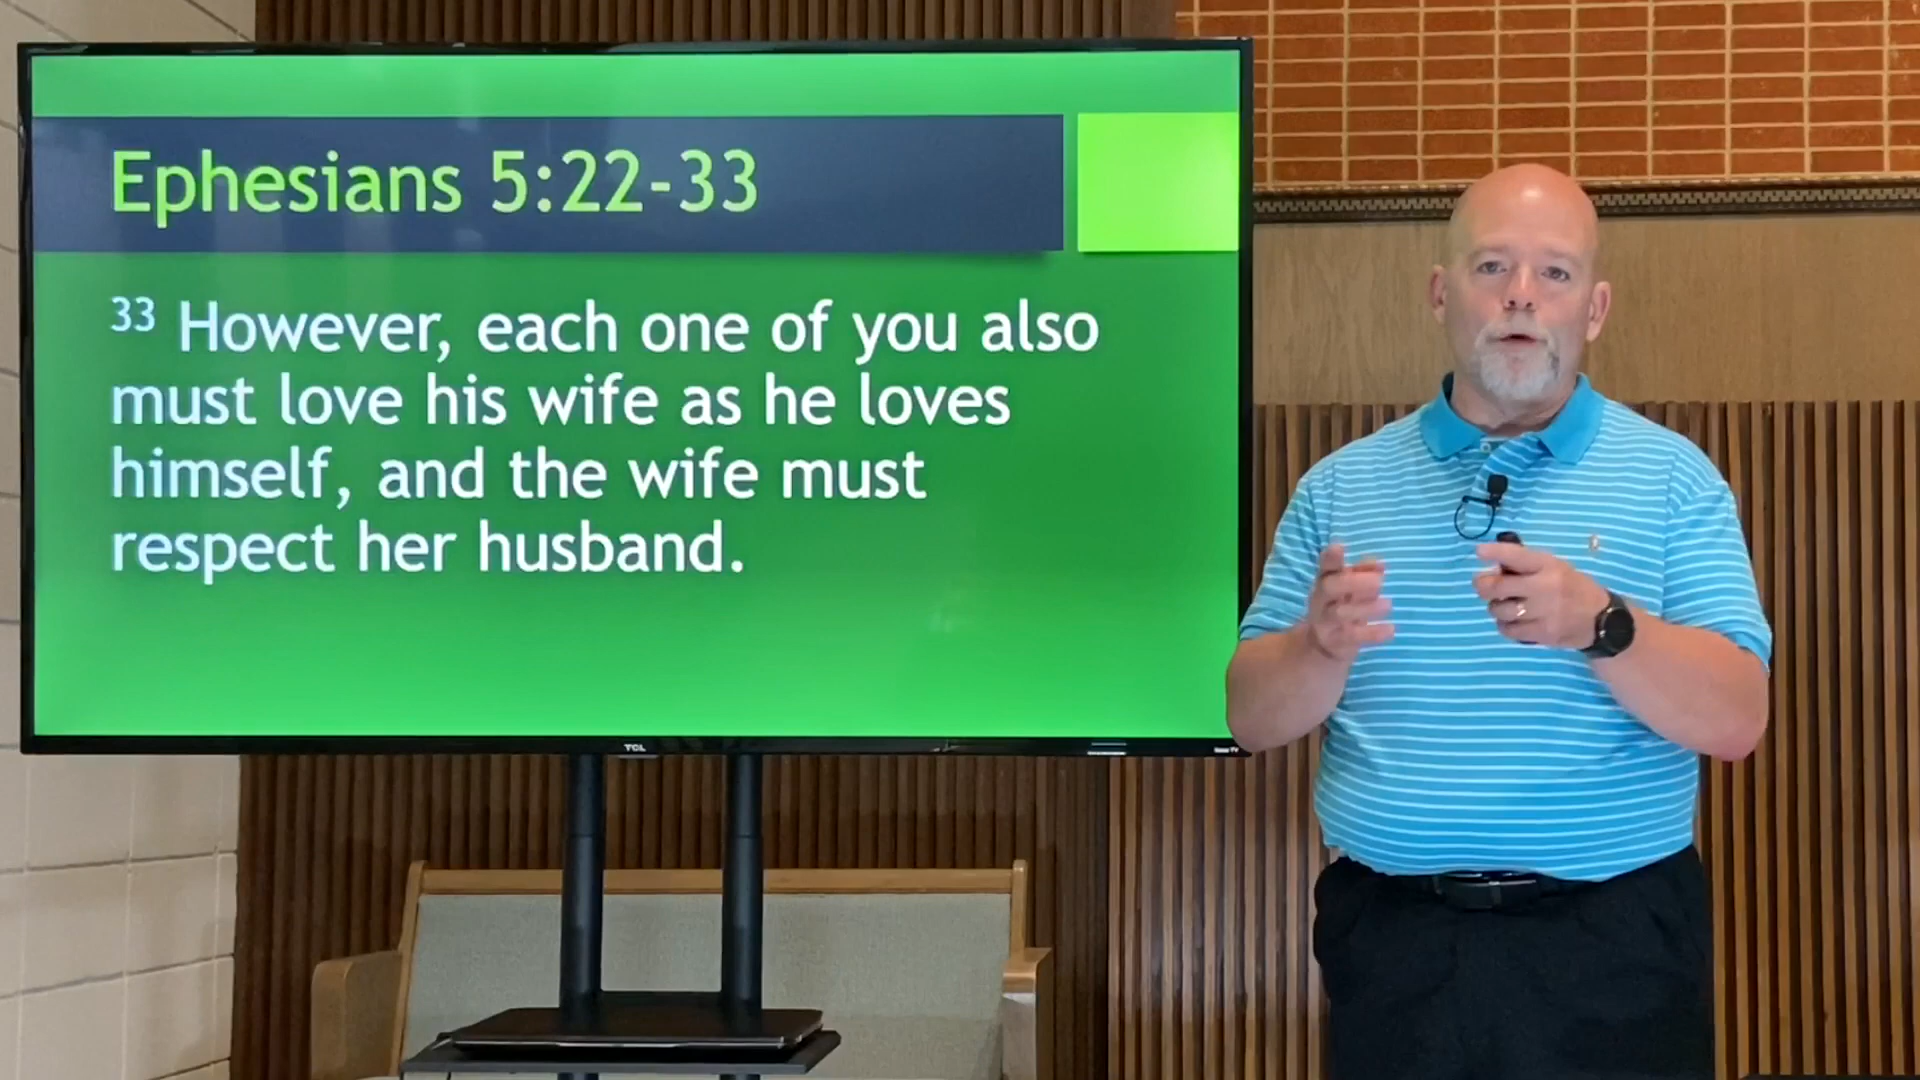 Ephesians 5:22-33
33 However, each one of you also
must love his wife as he loves
himself, and the wife must
respect her husband.
TCL